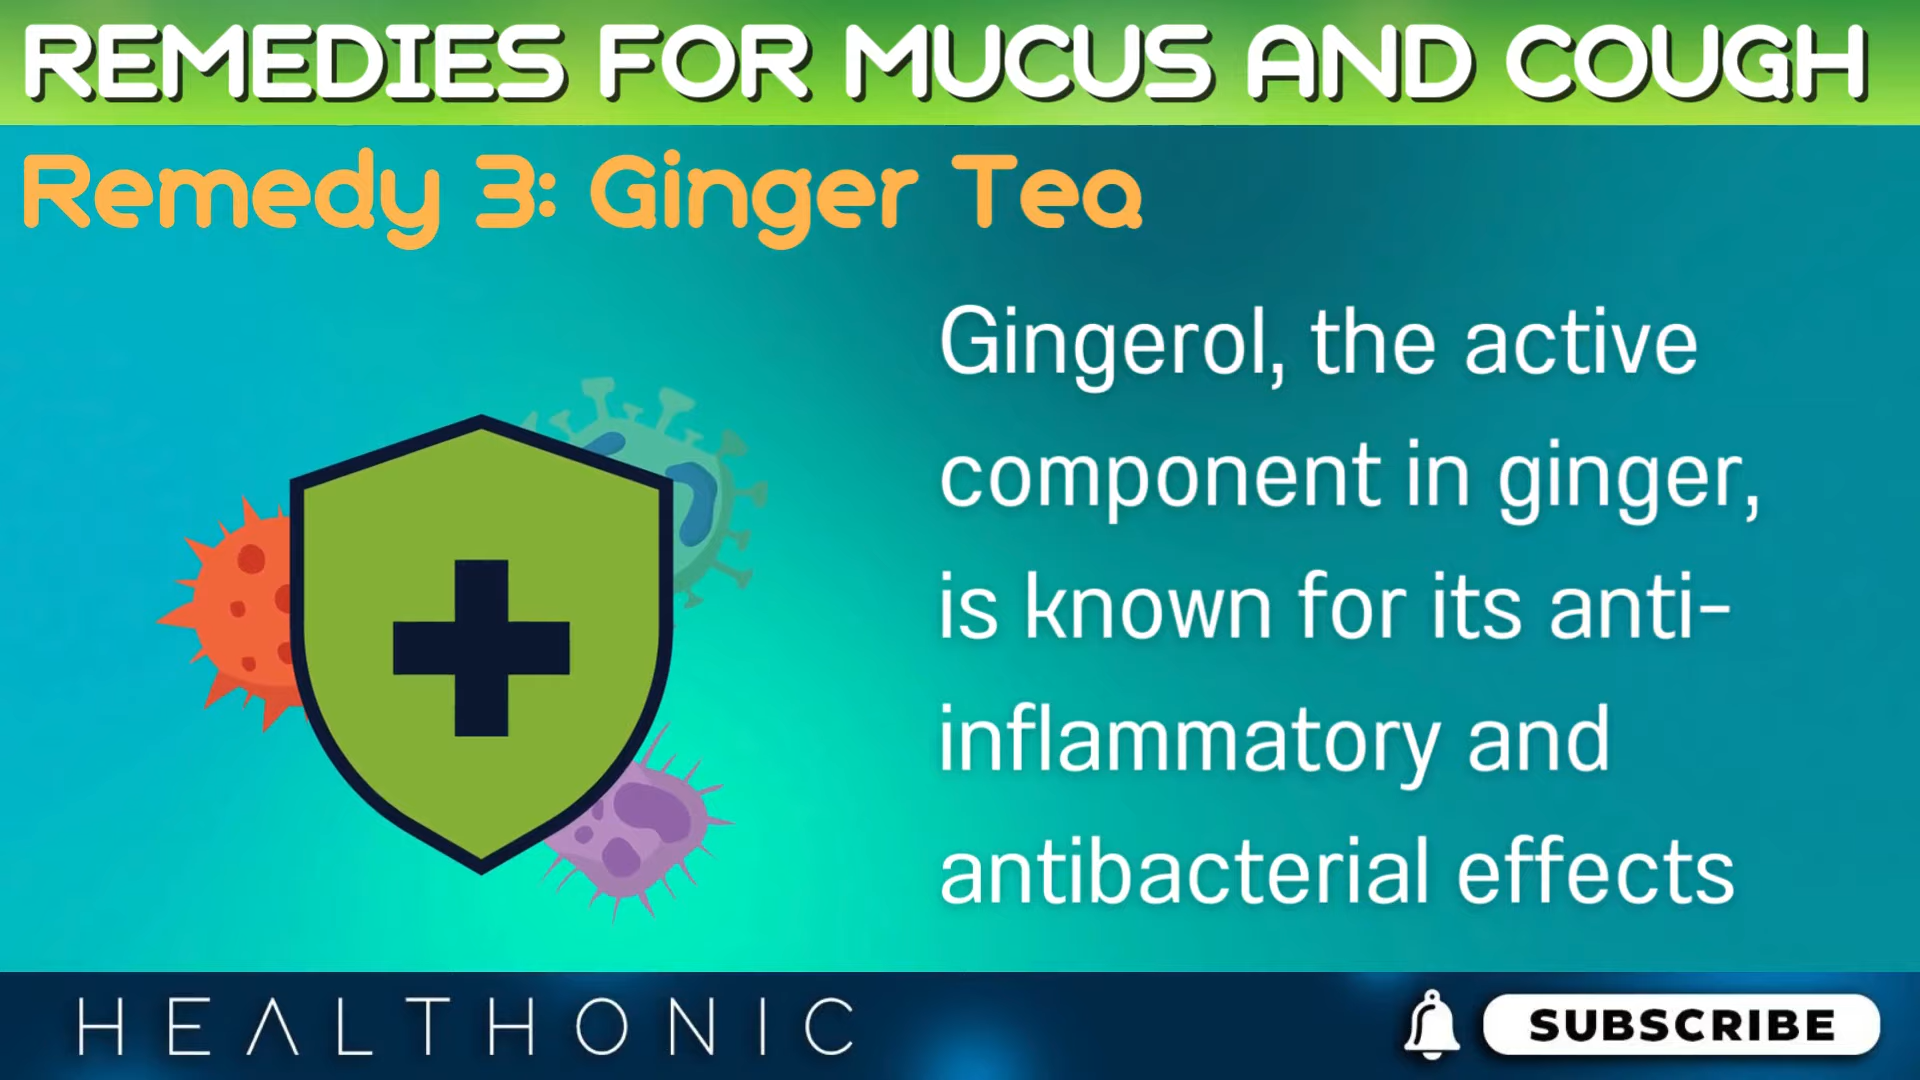 REMEDIES FOR MUCUS AND COUGH
Remedy 3: Ginger Tea
Gingerol, the active
component in ginger,
is known for its anti-
inflammatory and
antibacterial effects
HEALTHONIC
SUBSCRIBE